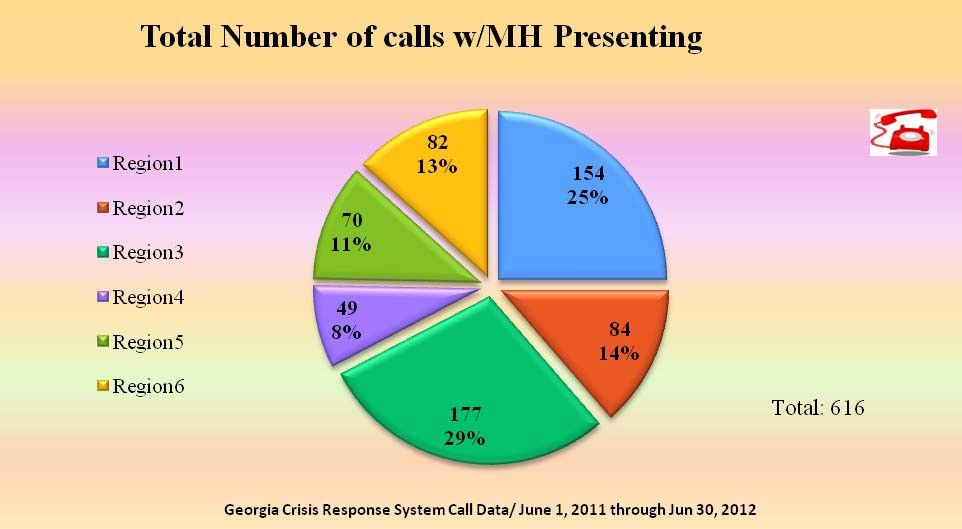 Total Number of calls w/MH Presenting
Region1
Region2
Region3
Region4
Region5
Region6
82
13%
154
25%
70
11%
49
8%
84
14%
177
29%
Total: 616
Georgia Crisis Response System Call Data/ June 1, 2011 through Jun 30, 2012